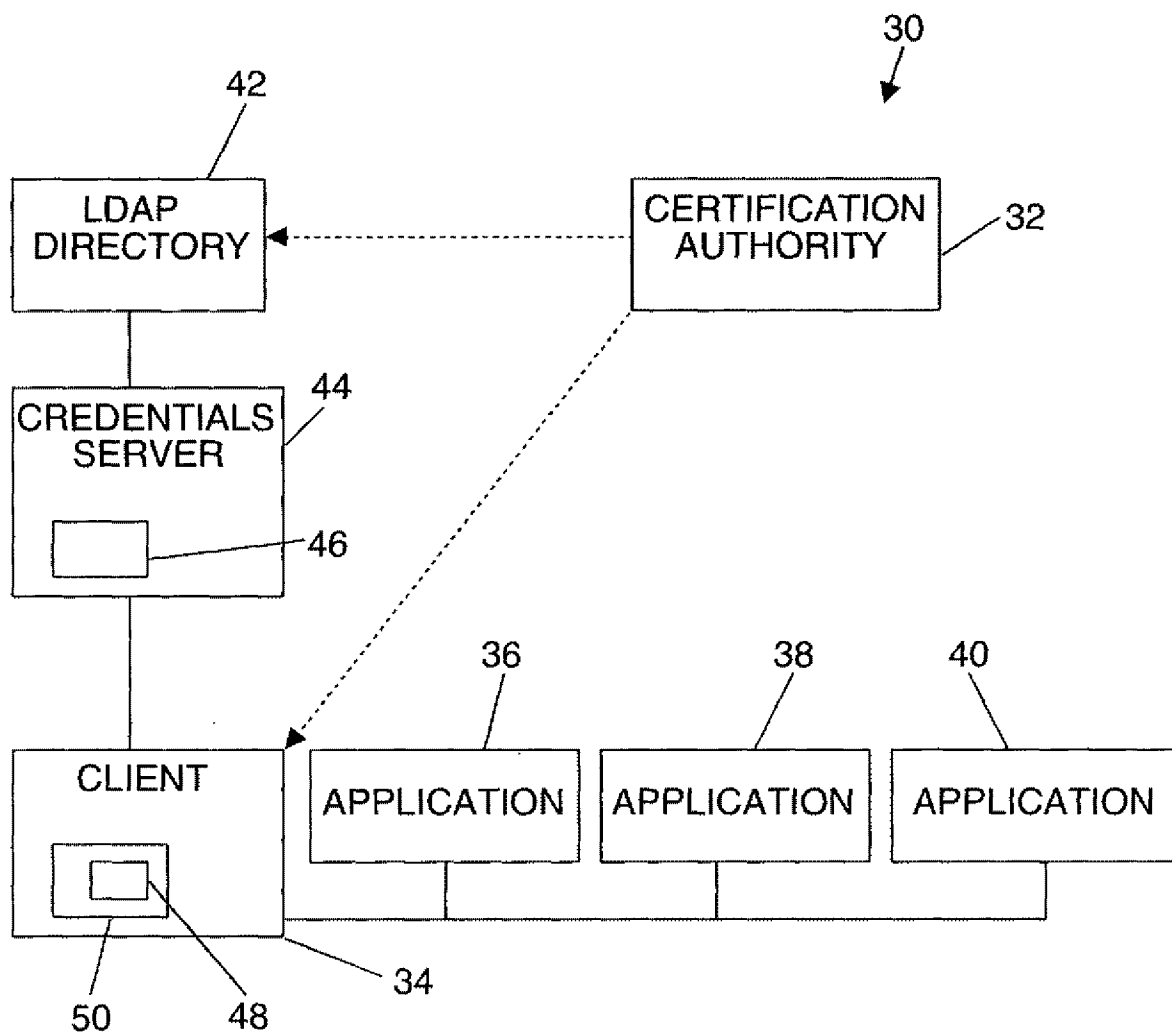 30
42
LDAP
DIRECTORY
CERTIFICATION
AUTHORITY
32
CREDENTIALS
SERVER
44
46
36
38
40
CLIENT
APPLICATION
APPLICATION
APPLICATION
50
48
34